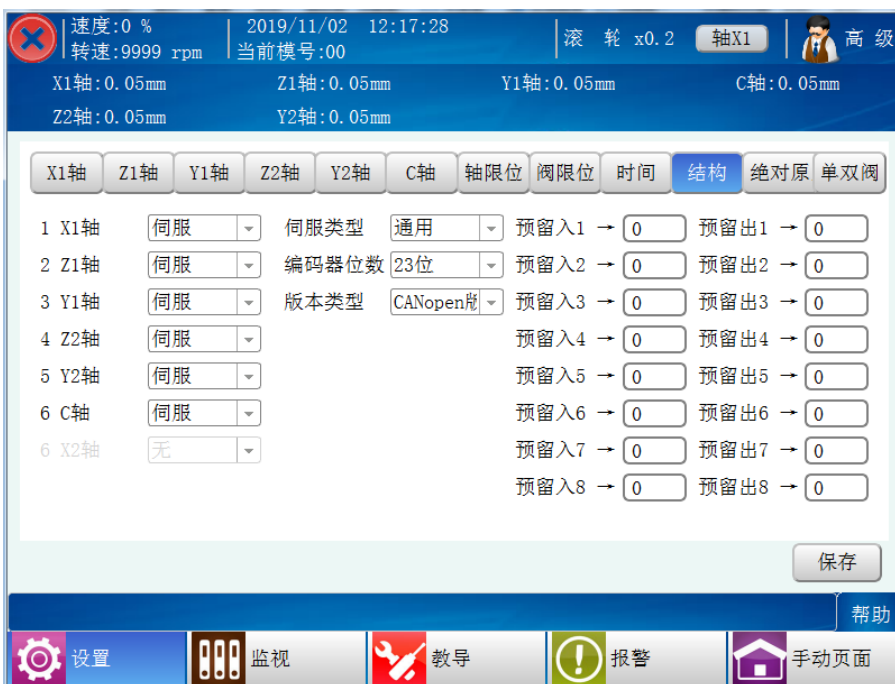 速度:0 % 2019/11/02 12:17:28
转速:9999 rpm 当前模号:00 滚 轮 x0.2 轴X1 高 级
X1轴:0.05mm Z1轴:0.05mm Y1轴:0.05mm C轴:0.05mm
Z2轴:0.05mm Y2轴:0.05mm
X1轴 Z1轴 Y1轴 Z2轴 Y2轴 C轴 轴限位 阀限位 时间 结构 绝对原 单双阀
1 X1轴 伺服 伺服类型 通用 预留入1 → 0 预留出1 → 0
2 Z1轴 伺服 编码器位数 23位 预留入2 → 0 预留出2 → 0
3 Y1轴 伺服 版本类型 CANopen版 预留入3 → 0 预留出3 → 0
4 Z2轴 伺服 预留入4 → 0 预留出4 → 0
5 Y2轴 伺服 预留入5 → 0 预留出5 → 0
6 C轴 伺服 预留入6 → 0 预留出6 → 0
6 X2轴 无 预留入7 → 0 预留出7 → 0
预留入8 → 0 预留出8 → 0
保存
帮助
设置 监视 教导 报警 手动页面